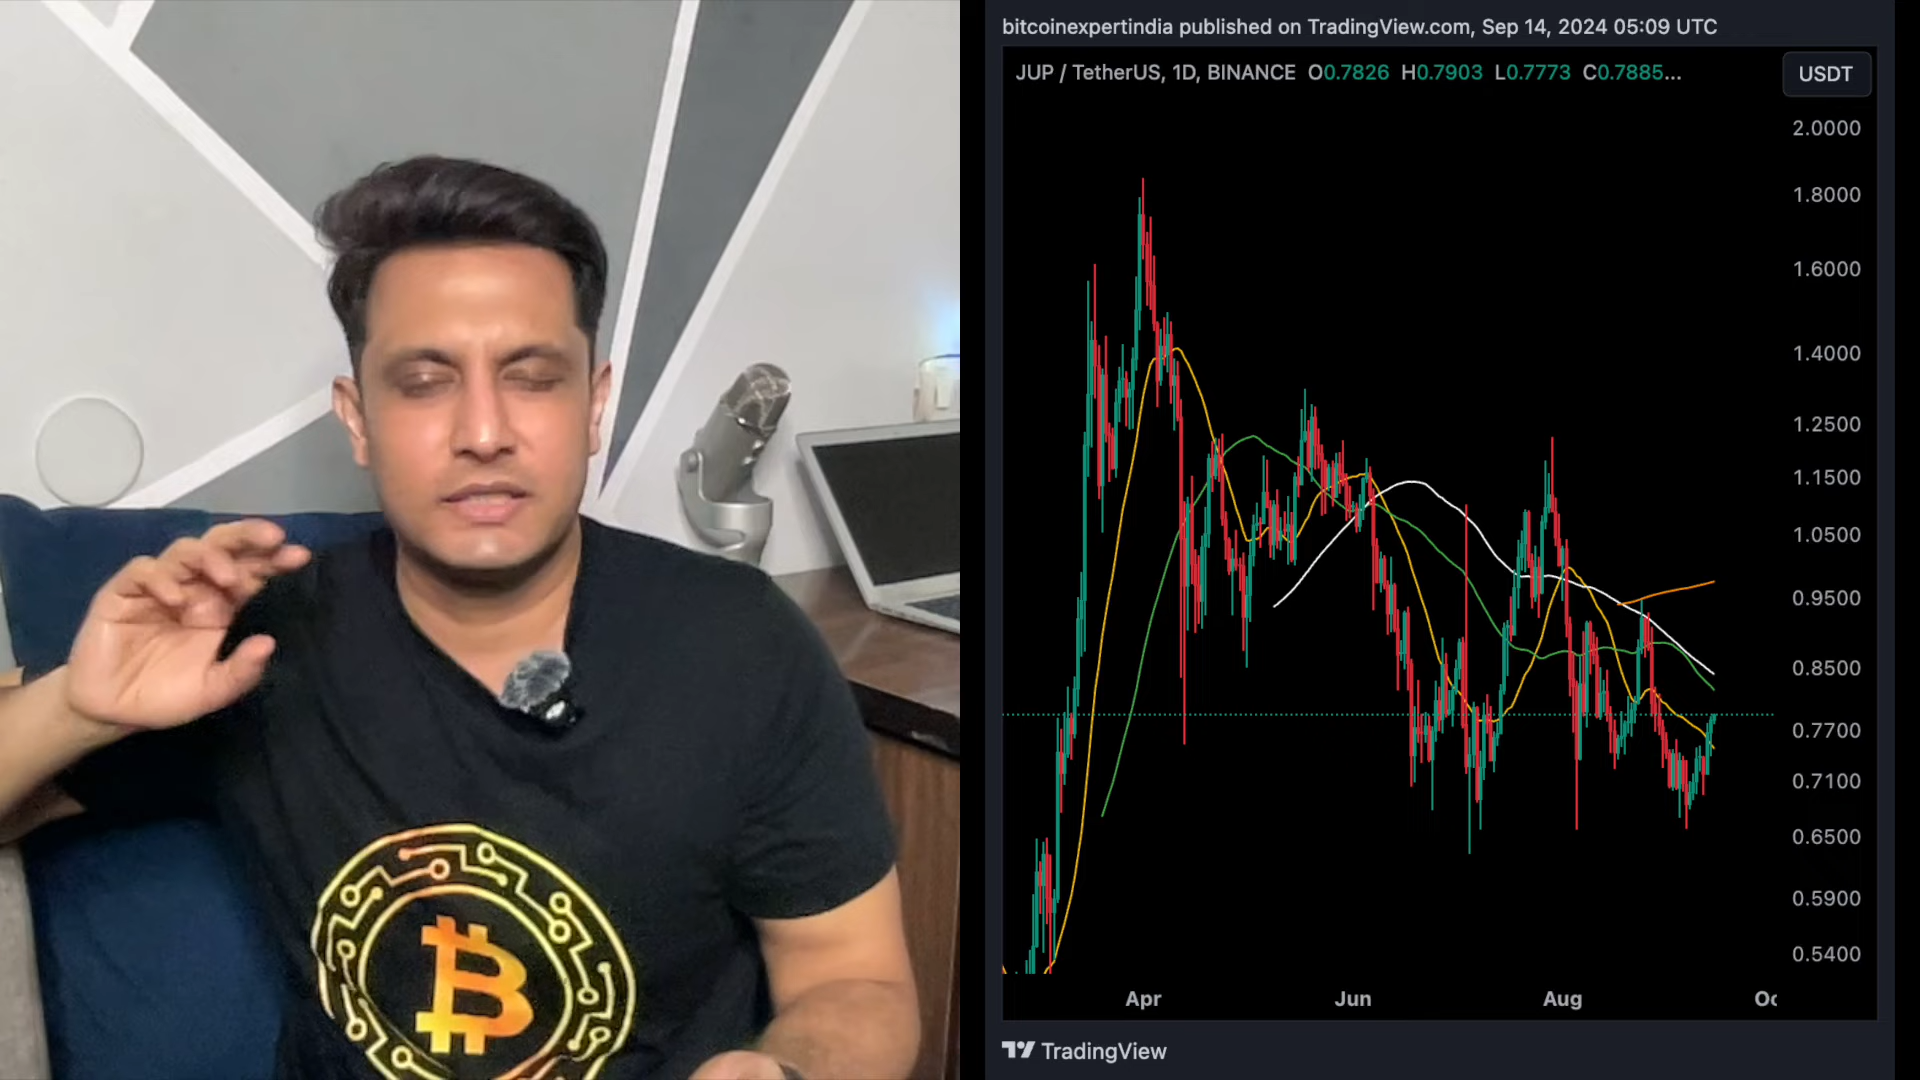 bitcoinexpertindia published on TradingView.com, Sep 14, 2024 05:09 UTC
JUP / TetherUS, 1D, BINANCE O0.7826 H0.7903 L0.7773 C0.7885...
USDT
2.0000
1.8000
1.6000
1.4000
1.2500
1.1500
1.0500
0.9500
0.8500
0.7700
0.7100
0.6500
0.5900
0.5400
Apr Jun Aug Oc
TradingView